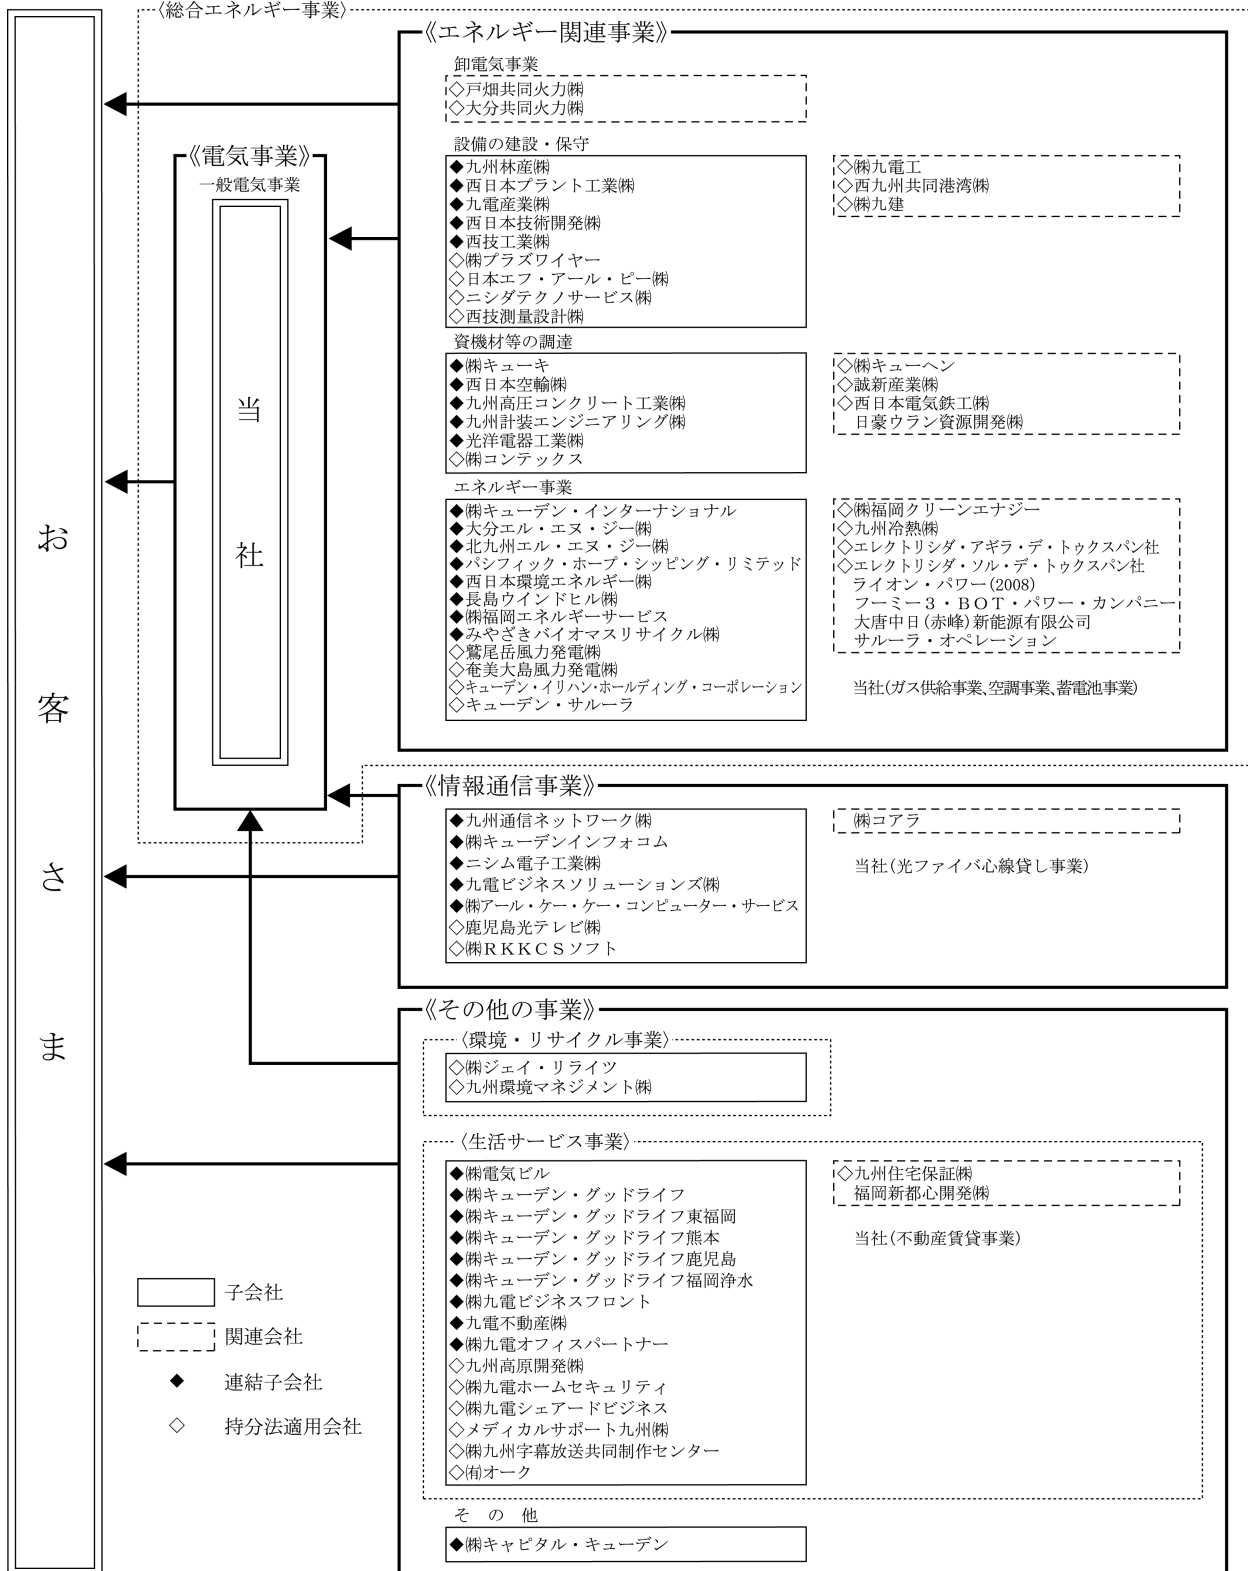 〈総合エネルギー事業〉
お客さま
《電気事業》
一般電気事業
当社
《エネルギー関連事業》
卸電気事業
◇戸畑共同火力㈱
◇大分共同火力㈱
設備の建設・保守
◆九州林産㈱
◆西日本プラント工業㈱
◆九電産業㈱
◆西日本技術開発㈱
◆西技工業㈱
◇㈱プラズワイヤー
◇日本エフ・アール・ピー㈱
◇ニシダテクノサービス㈱
◇西技測量設計㈱
◇㈱九電工
◇西九州共同港湾㈱
◇㈱九建
資機材等の調達
◆㈱キューキ
◆西日本空輸㈱
◆九州高圧コンクリート工業㈱
◆九州計装エンジニアリング㈱
◆光洋電器工業㈱
◇㈱コンテックス
◇㈱キューヘン
◇誠新産業㈱
◇西日本電気鉄工㈱
日豪ウラン資源開発㈱
エネルギー事業
◆㈱キューデン・インターナショナル
◆大分エル・エヌ・ジー㈱
◆北九州エル・エヌ・ジー㈱
◆パシフィック・ホープ・シッピング・リミテッド
◆西日本環境エネルギー㈱
◆長島ウインドヒル㈱
◆㈱福岡エネルギーサービス
◆みやざきバイオマスリサイクル㈱
◇鷲尾岳風力発電㈱
◇奄美大島風力発電㈱
◇キューデン・イリハン・ホールディング・コーポレーション
◇キューデン・サルーラ
◇㈱福岡クリーンエナジー
◇九州冷熱㈱
◇エレクトリシダ・アギラ・デ・トゥクスパン社
◇エレクトリシダ・ソル・デ・トゥクスパン社
ライオン・パワー(2008)
フーミー３・ＢＯＴ・パワー・カンパニー
大唐中日(赤峰)新能源有限公司
サルーラ・オペレーション
当社(ガス供給事業、空調事業、蓄電池事業)
《情報通信事業》
◆九州通信ネットワーク㈱
◆㈱キューデンインフォコム
◆ニシム電子工業㈱
◆九電ビジネスソリューションズ㈱
◆㈱アール・ケー・ケー・コンピューター・サービス
◇鹿児島光テレビ㈱
◇㈱ＲＫＫＣＳソフト
㈱コアラ
当社(光ファイバ心線貸し事業)
《その他の事業》
〈環境・リサイクル事業〉
◇㈱ジェイ・リライツ
◇九州環境マネジメント㈱
〈生活サービス事業〉
◆㈱電気ビル
◆㈱キューデン・グッドライフ
◆㈱キューデン・グッドライフ東福岡
◆㈱キューデン・グッドライフ熊本
◆㈱キューデン・グッドライフ鹿児島
◆㈱キューデン・グッドライフ福岡浄水
◆㈱九電ビジネスフロント
◆九電不動産㈱
◆㈱九電オフィスパートナー
◇九州高原開発㈱
◇㈱九電ホームセキュリティ
◇㈱九電シェアードビジネス
◇メディカルサポート九州㈱
◇㈱九州字幕放送共同制作センター
◇㈲オーク
◇九州住宅保証㈱
福岡新都心開発㈱
当社(不動産賃貸事業)
その他
◆㈱キャピタル・キューデン
子会社
関連会社
◆ 連結子会社
◇ 持分法適用会社